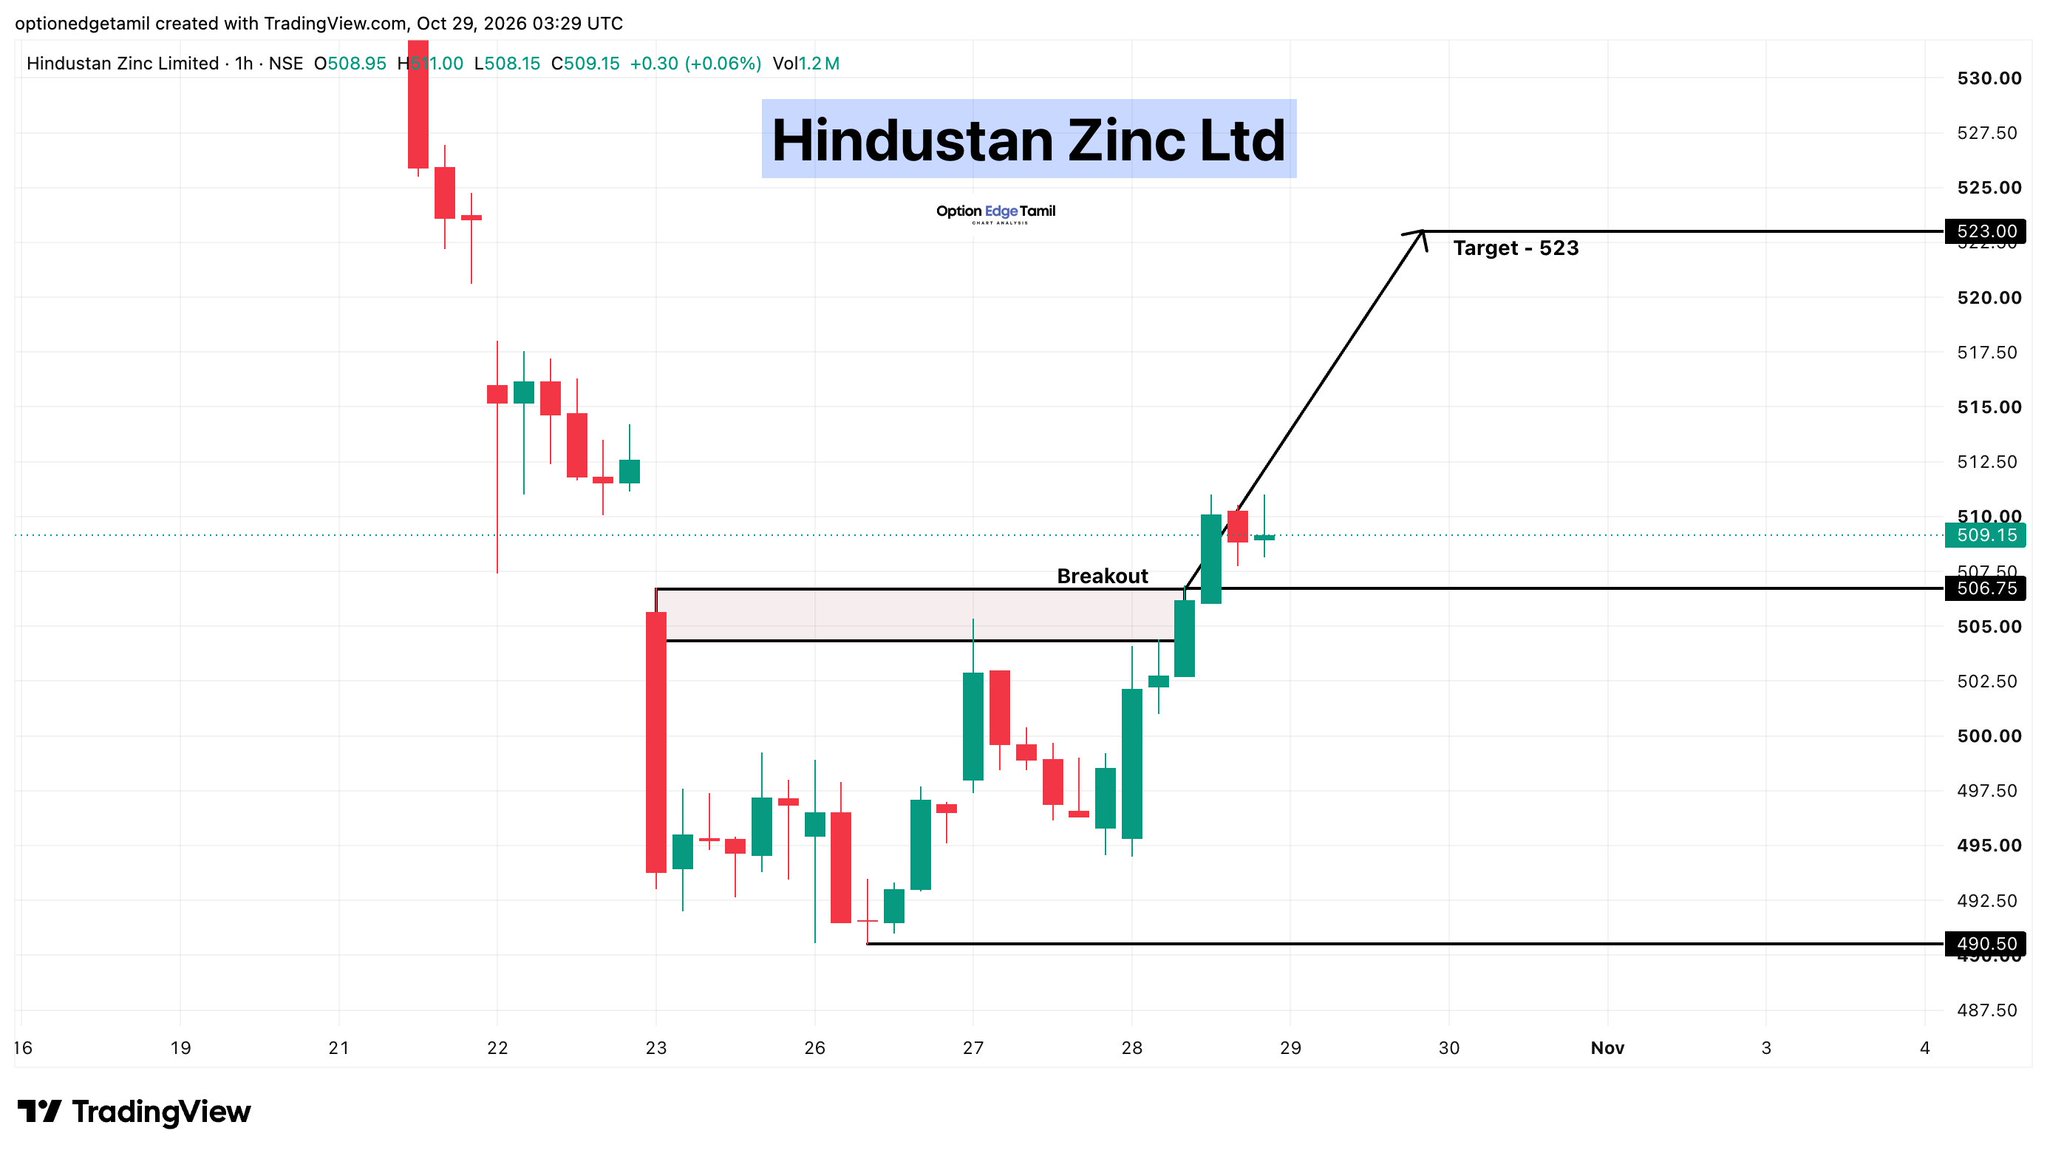 optionedgetamil created with TradingView.com, Oct 29, 2026 03:29 UTC
Hindustan Zinc Limited · 1h · NSE O508.95 H511.00 L508.15 C509.15 +0.30 (+0.06%) Vol1.2 M
Hindustan Zinc Ltd
Option Edge Tamil
CHART ANALYSIS
530.00
527.50
525.00
523.00
522.50
Target - 523
520.00
517.50
515.00
512.50
510.00
509.15
507.50
Breakout
506.75
505.00
502.50
500.00
497.50
495.00
492.50
490.50
490.00
487.50
16 19 21 22 23 26 27 28 29 30 Nov 3 4
TradingView